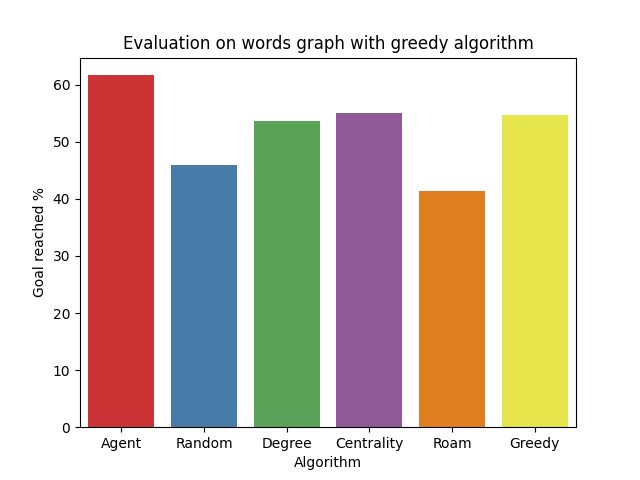 Evaluation on words graph with greedy algorithm
Goal reached %
60
50
40
30
20
10
0
Agent Random Degree Centrality Roam Greedy
Algorithm